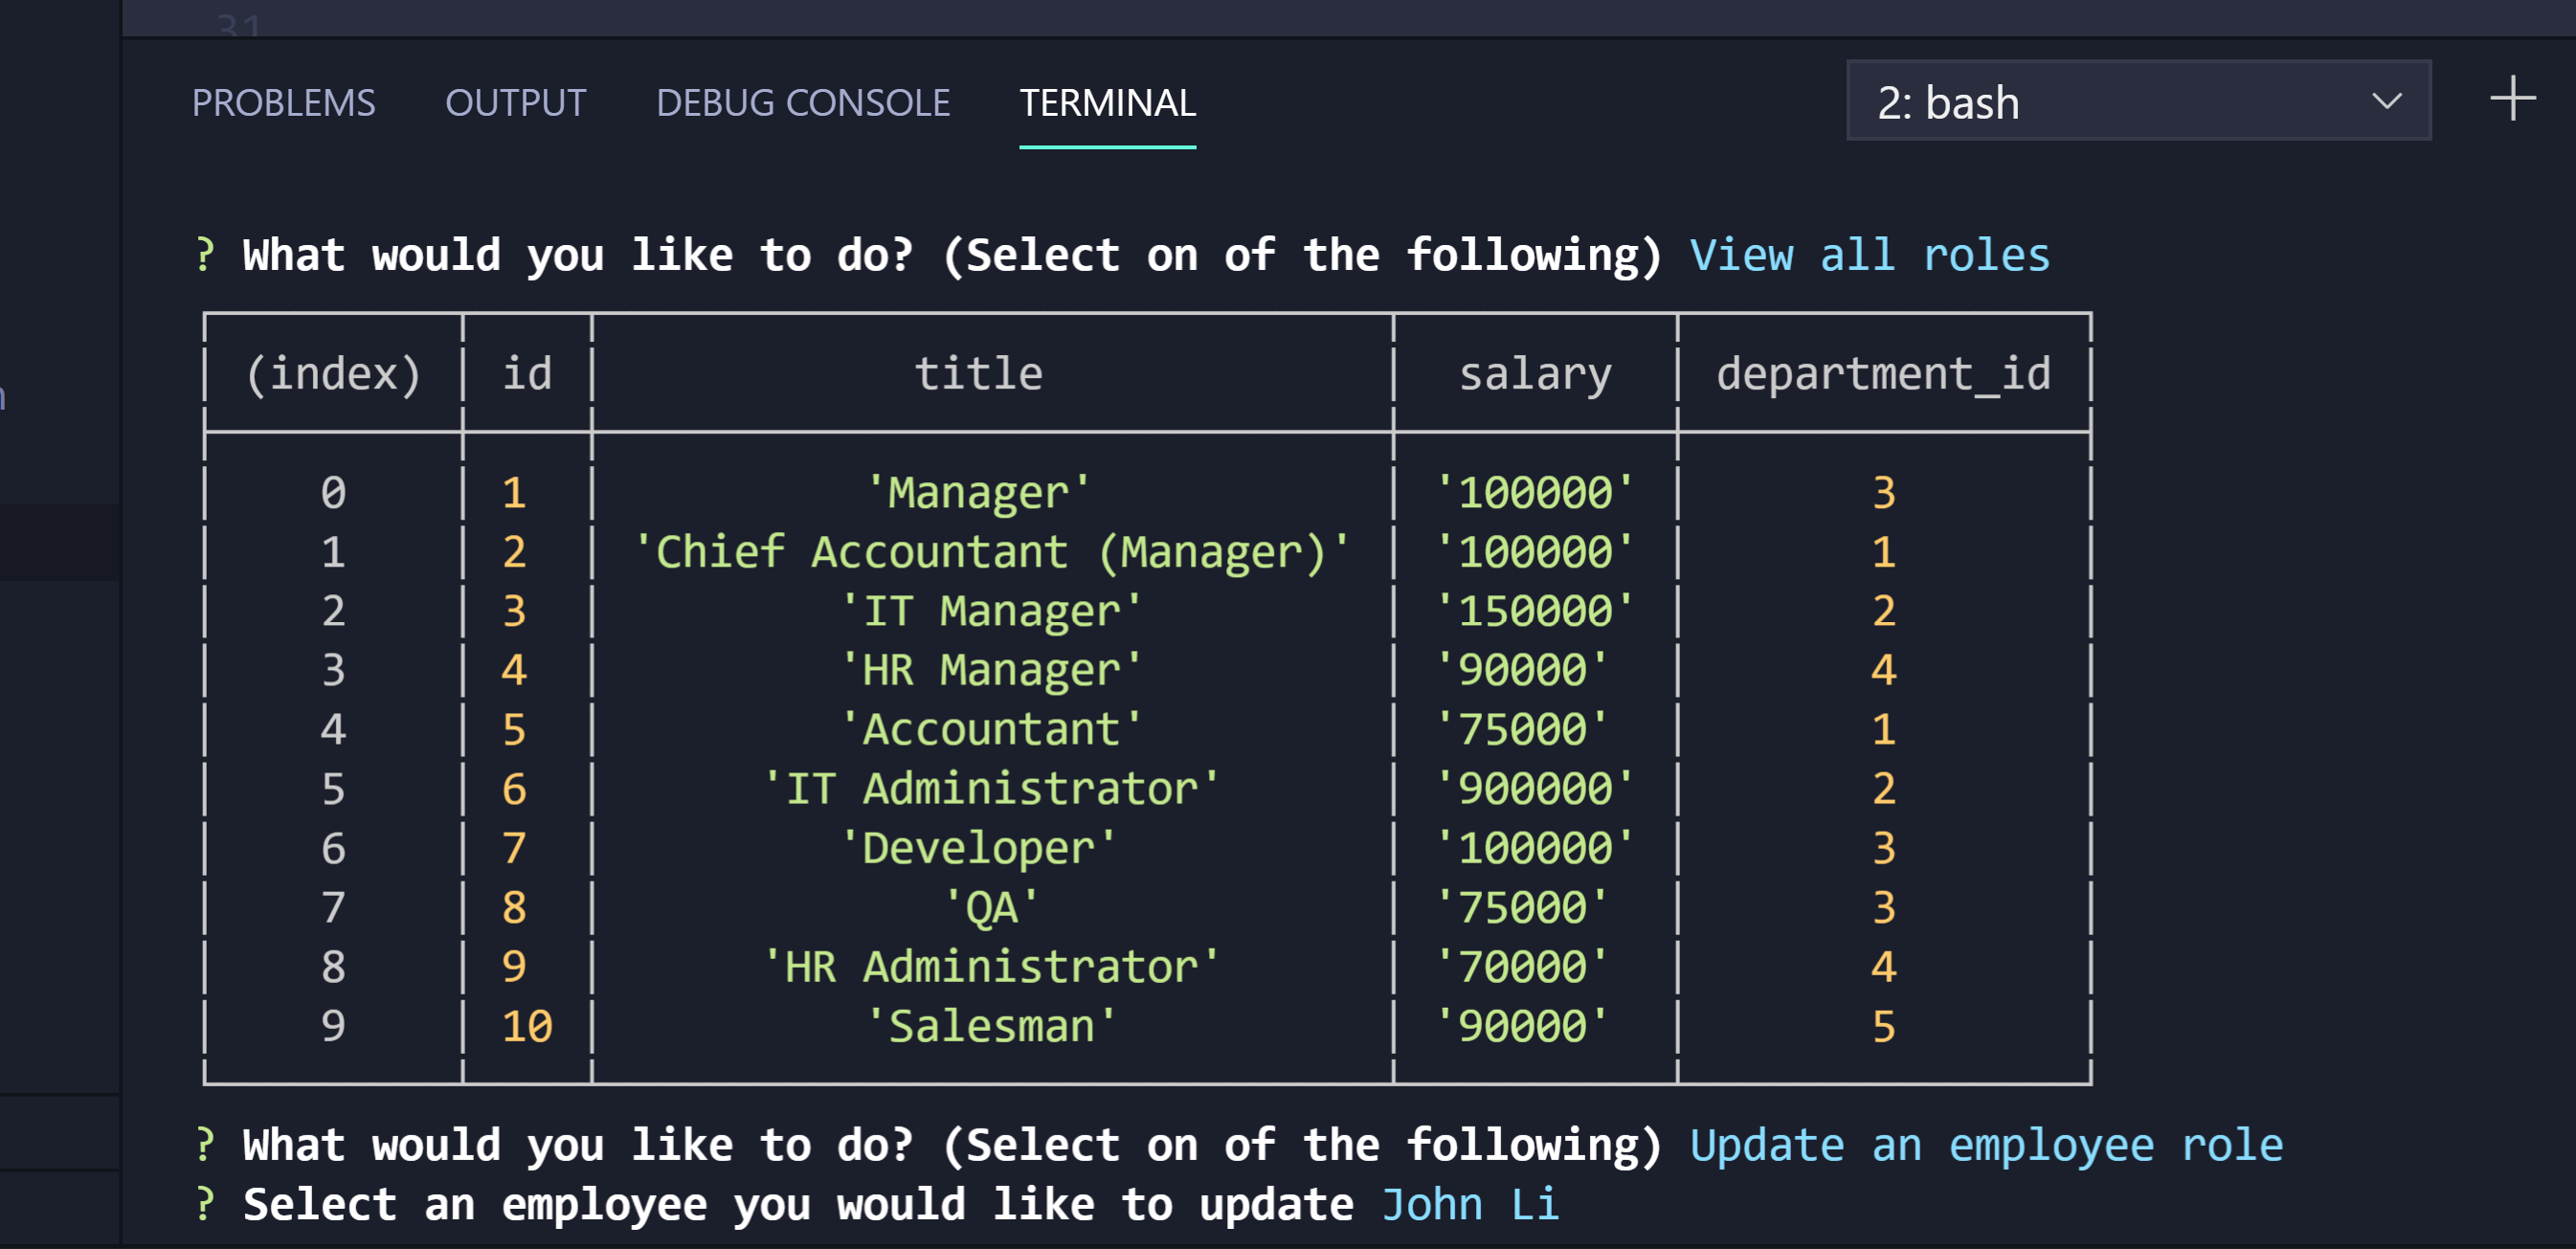 31
PROBLEMS OUTPUT DEBUG CONSOLE TERMINAL 2: bash
? What would you like to do? (Select on of the following) View all roles
(index) id title salary department_id
0 1 'Manager' '100000' 3
1 2 'Chief Accountant (Manager)' '100000' 1
2 3 'IT Manager' '150000' 2
3 4 'HR Manager' '90000' 4
4 5 'Accountant' '75000' 1
5 6 'IT Administrator' '900000' 2
6 7 'Developer' '100000' 3
7 8 'QA' '75000' 3
8 9 'HR Administrator' '70000' 4
9 10 'Salesman' '90000' 5
? What would you like to do? (Select on of the following) Update an employee role
? Select an employee you would like to update John Li